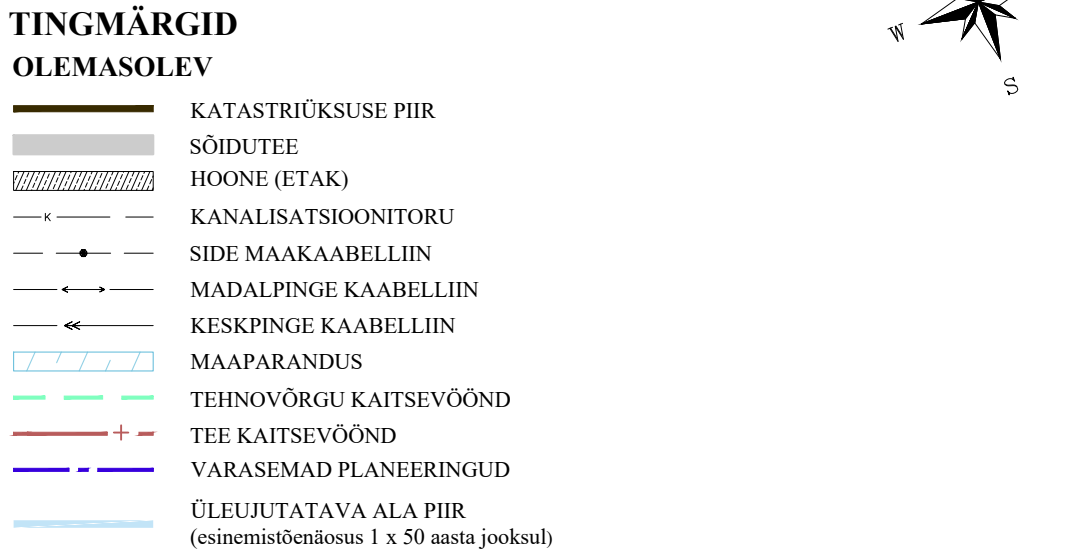 TINGMÄRGID
OLEMASOLEV
W
S
KATASTRIÜKSUSE PIIR
SÕIDUTEE
HOONE (ETAK)
K
KANALISATSIOONITORU
SIDE MAAKAABELLIIN
MADALPINGE KAABELLIIN
KESKPINGE KAABELLIIN
MAAPARANDUS
TEHNOVÕRGU KAITSEVÖÖND
TEE KAITSEVÖÖND
VARASEMAD PLANEERINGUD
ÜLEUJUTATAVA ALA PIIR
(esinemistõenäosus 1 x 50 aasta jooksul)